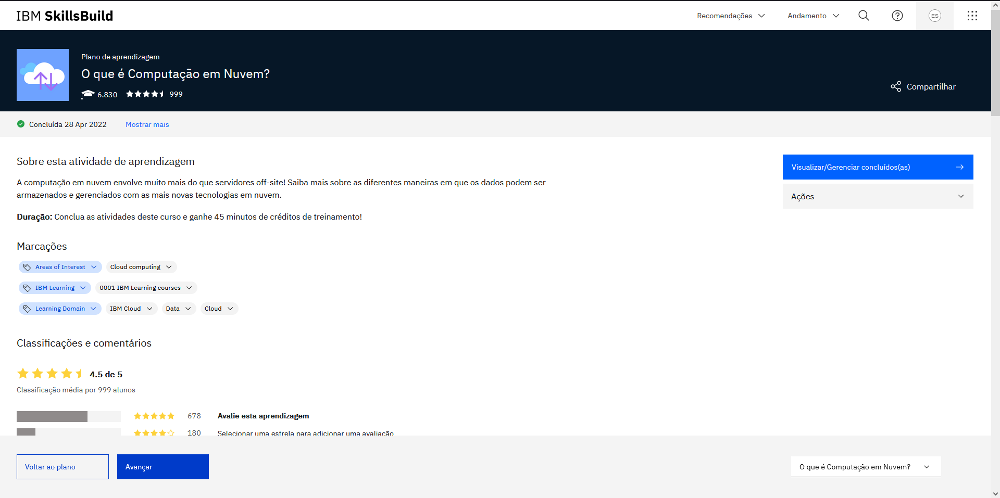 IBM SkillsBuild
Recomendações
Andamento
ES
Plano de aprendizagem
O que é Computação em Nuvem?
6.830
999
Compartilhar
Concluída 28 Apr 2022
Mostrar mais
Sobre esta atividade de aprendizagem
A computação em nuvem envolve muito mais do que servidores off-site! Saiba mais sobre as diferentes maneiras em que os dados podem ser
armazenados e gerenciados com as mais novas tecnologias em nuvem.
Duração: Conclua as atividades deste curso e ganhe 45 minutos de créditos de treinamento!
Visualizar/Gerenciar concluídos(as)
Ações
Marcações
Areas of Interest
Cloud computing
IBM Learning
0001 IBM Learning courses
Learning Domain
IBM Cloud
Data
Cloud
Classificações e comentários
4.5 de 5
Classificação média por 999 alunos
678
Avalie esta aprendizagem
180
Selecionar uma estrela para adicionar uma avaliação
Voltar ao plano
Avançar
O que é Computação em Nuvem?